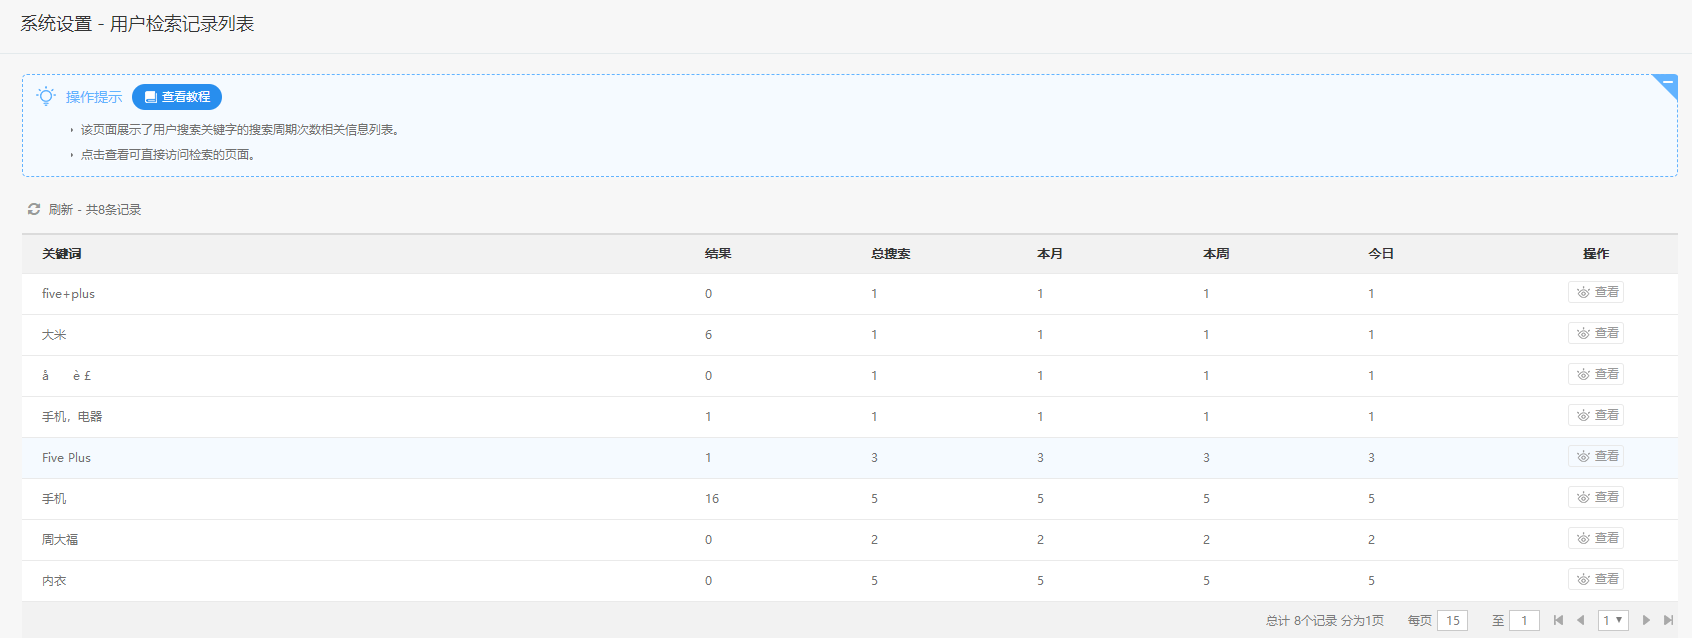 系统设置 - 用户检索记录列表
操作提示 查看教程
该页面展示了用户搜索关键字的搜索周期次数相关信息列表。
点击查看可直接访问检索的页面。
刷新 - 共8条记录
关键词 结果 总搜索 本月 本周 今日 操作
five+plus 0 1 1 1 1 查看
大米 6 1 1 1 1 查看
å è £ 0 1 1 1 1 查看
手机，电器 1 1 1 1 1 查看
Five Plus 1 3 3 3 3 查看
手机 16 5 5 5 5 查看
周大福 0 2 2 2 2 查看
内衣 0 5 5 5 5 查看
总计 8个记录 分为1页 每页 15 至 1 1